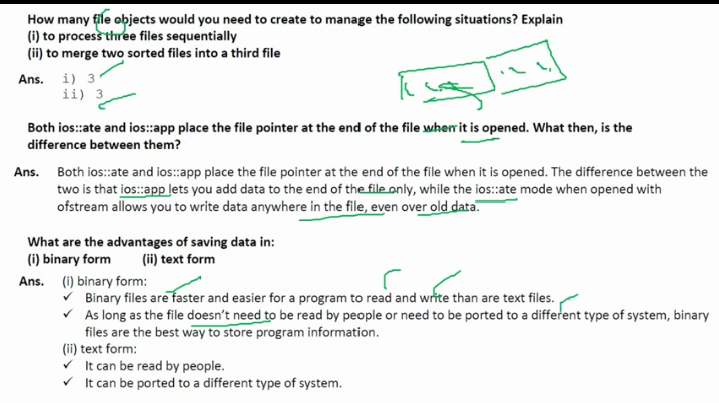 How many file objects would you need to create to manage the following situations? Explain
(i) to process three files sequentially
(ii) to merge two sorted files into a third file
Ans. i) 3
ii) 3
Both ios::ate and ios::app place the file pointer at the end of the file when it is opened. What then, is the
difference between them?
Ans. Both ios::ate and ios::app place the file pointer at the end of the file when it is opened. The difference between the
two is that ios::app lets you add data to the end of the file only, while the ios::ate mode when opened with
ofstream allows you to write data anywhere in the file, even over old data.
What are the advantages of saving data in:
(i) binary form (ii) text form
Ans. (i) binary form:
✓ Binary files are faster and easier for a program to read and write than are text files.
✓ As long as the file doesn't need to be read by people or need to be ported to a different type of system, binary
files are the best way to store program information.
(ii) text form:
✓ It can be read by people.
✓ It can be ported to a different type of system.